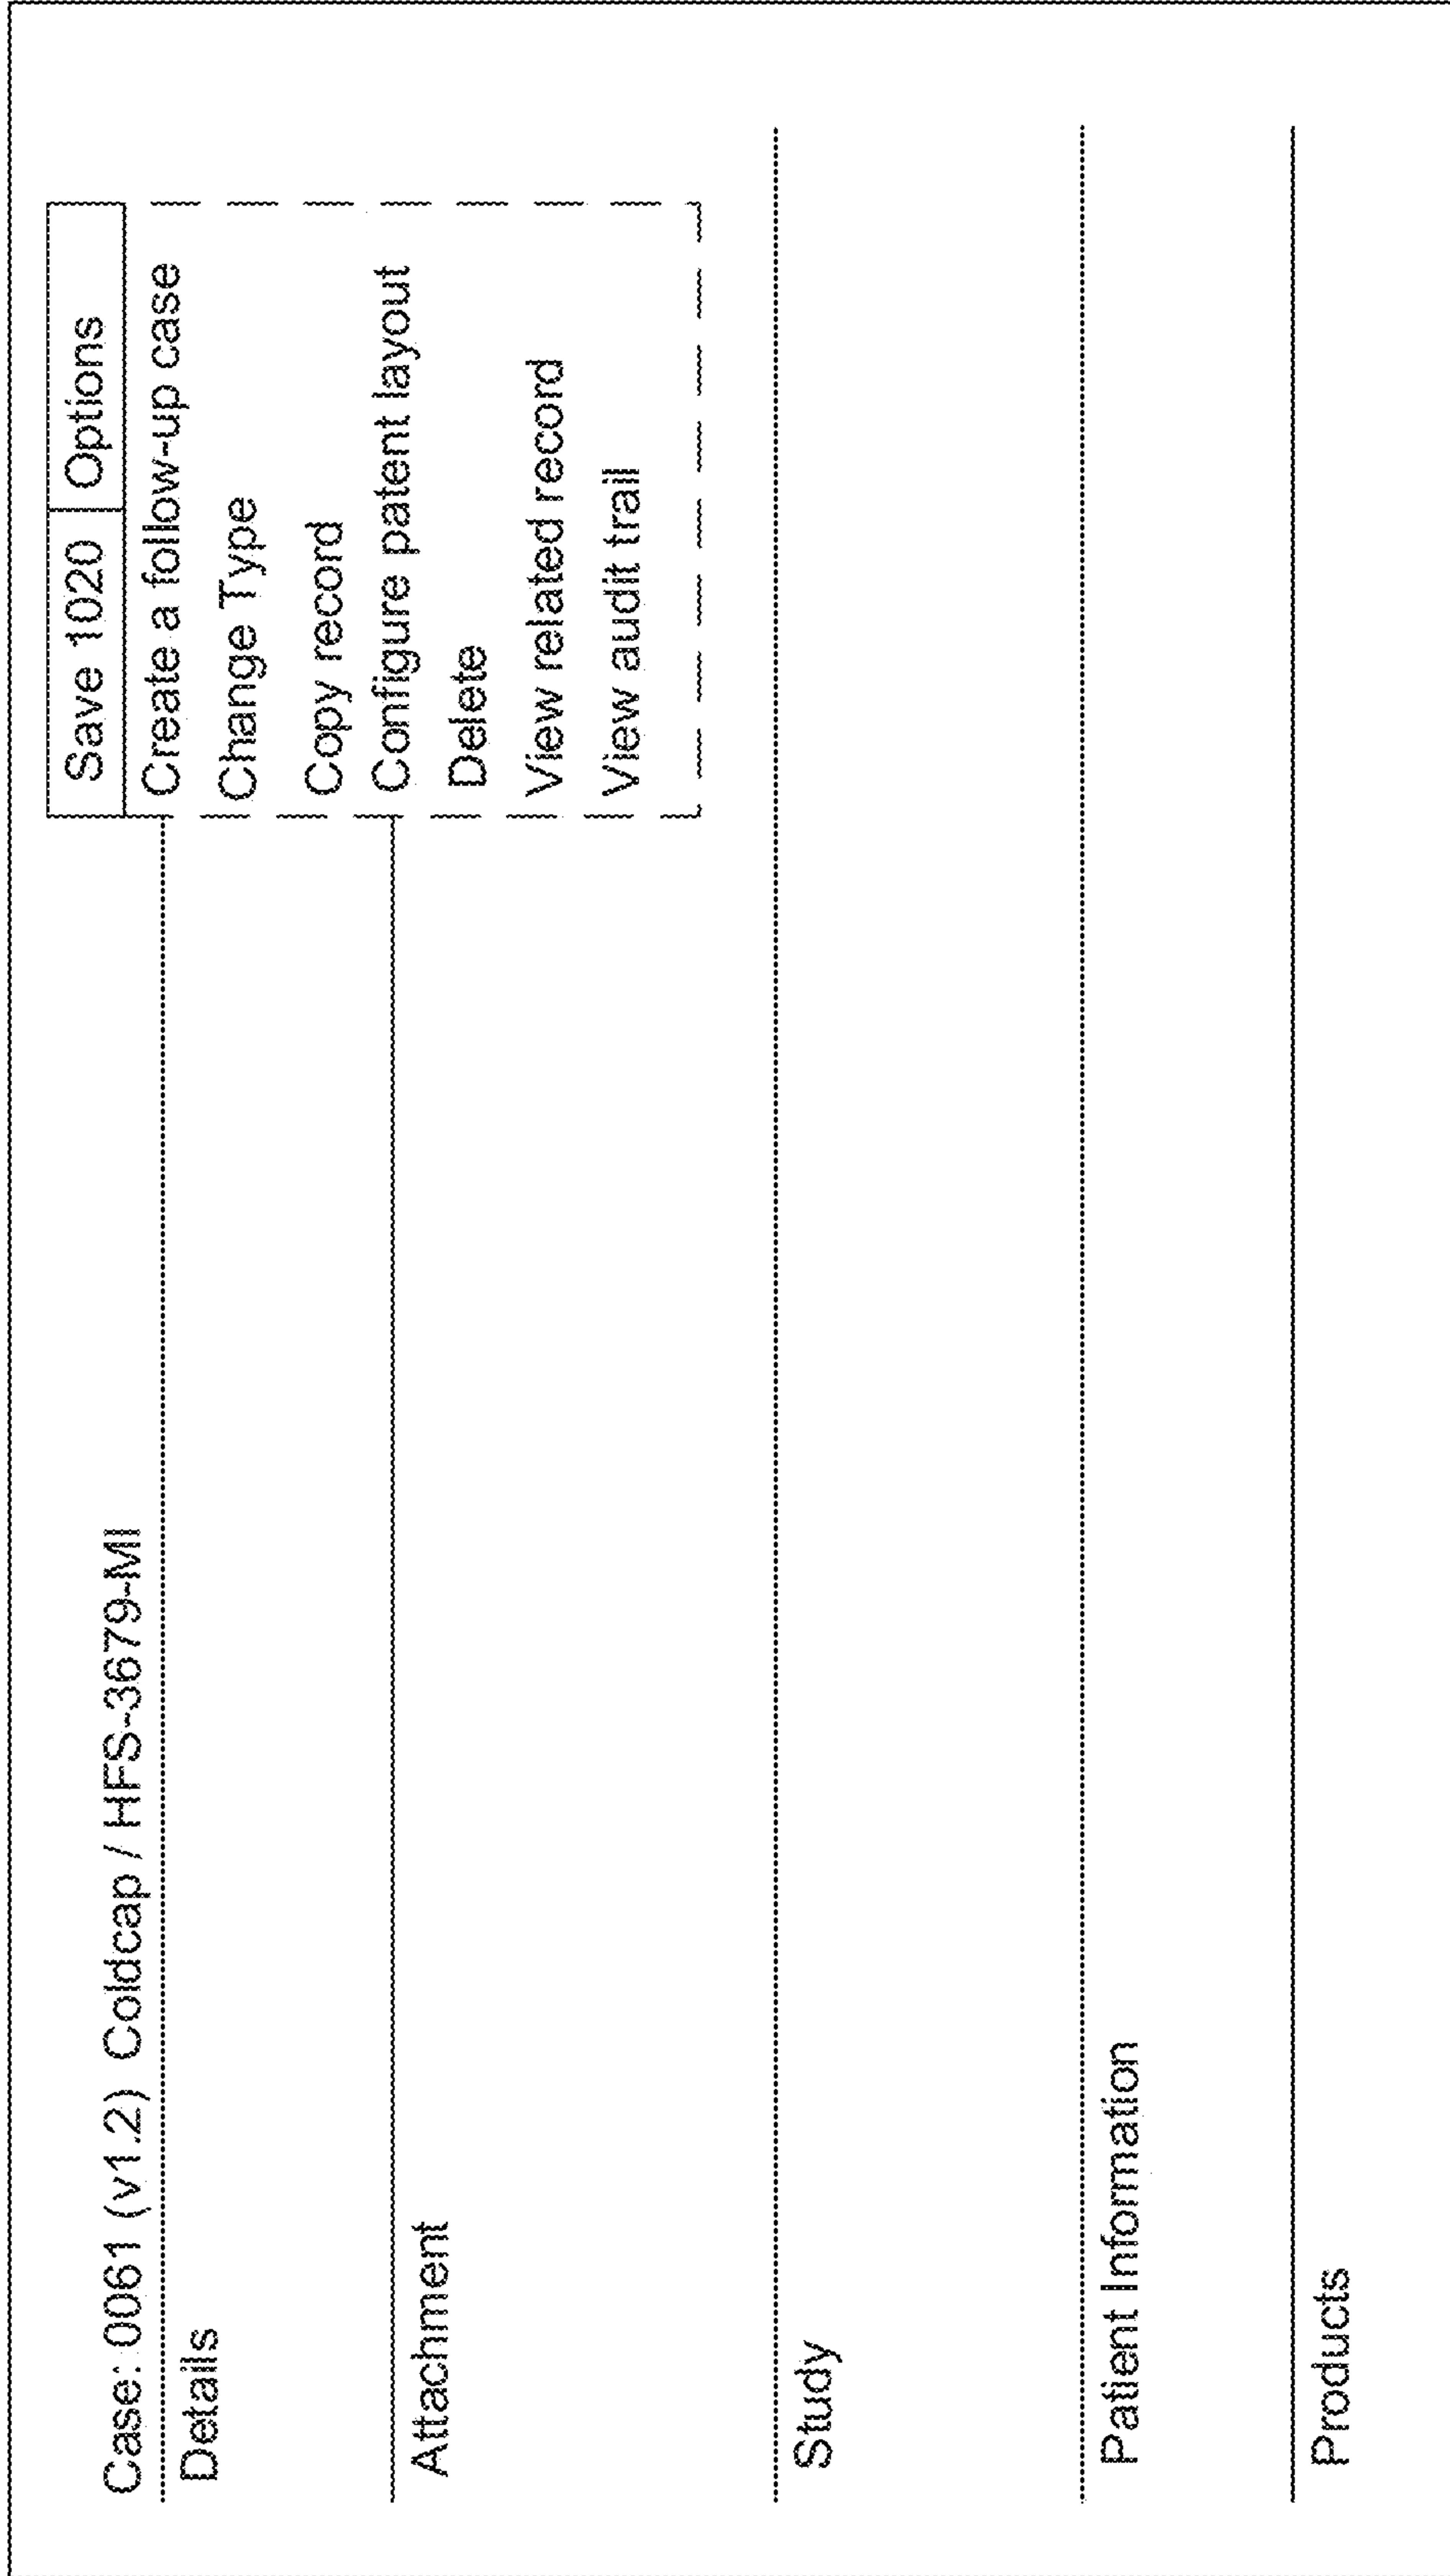 Save 1020 Options
Case: 0061 (v1.2) Coldcap / HFS-3679-MI
Create a follow-up case
Details
Change Type
Copy record
Configure patent layout
Attachment
Delete
View related record
View audit trail
Study
Patient Information
Products